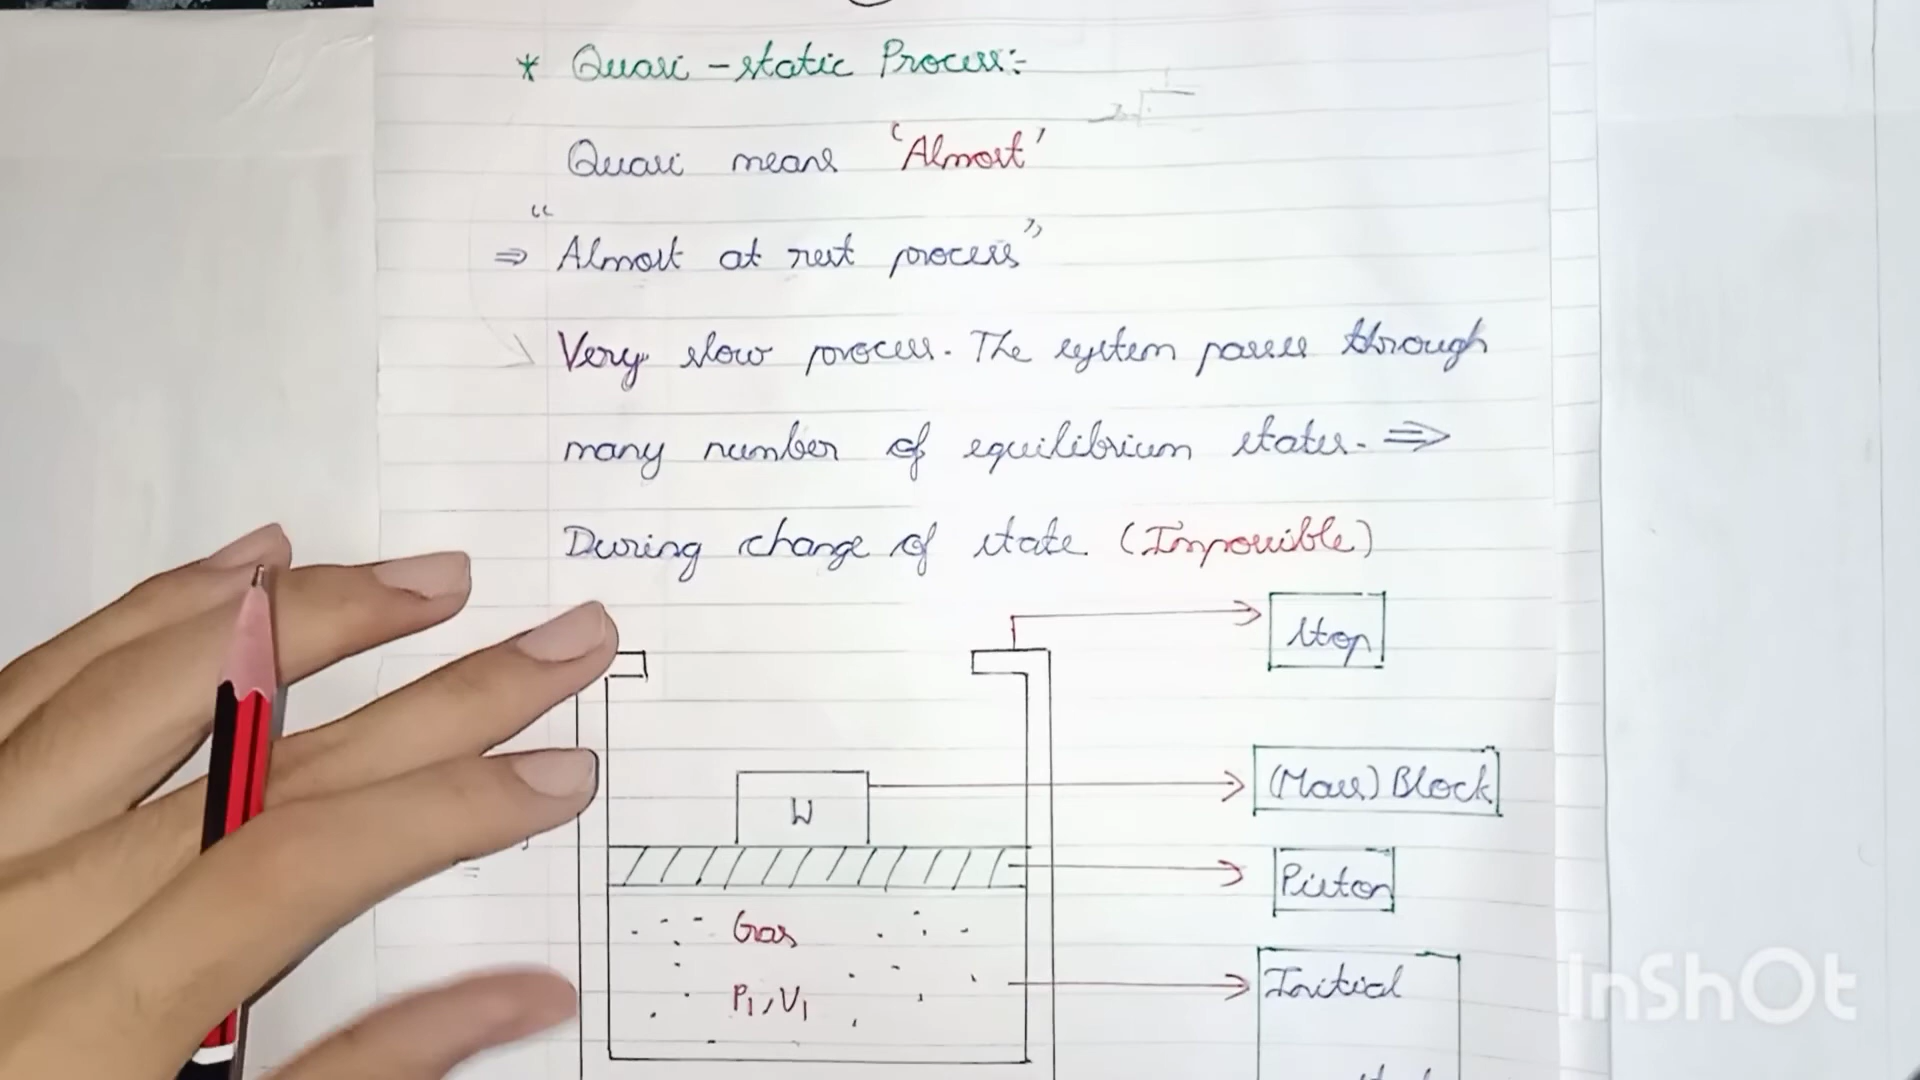 * Quasi-static Process:-
Quasi means 'Almost'
⇒ "Almost at rest process"
Very slow process. The system passes through
many number of equilibrium states. ⇒
During change of state (Impossible)
Stop
(Mass) Block
W
Piston
Gas
P1, V1
Initial
InShOt